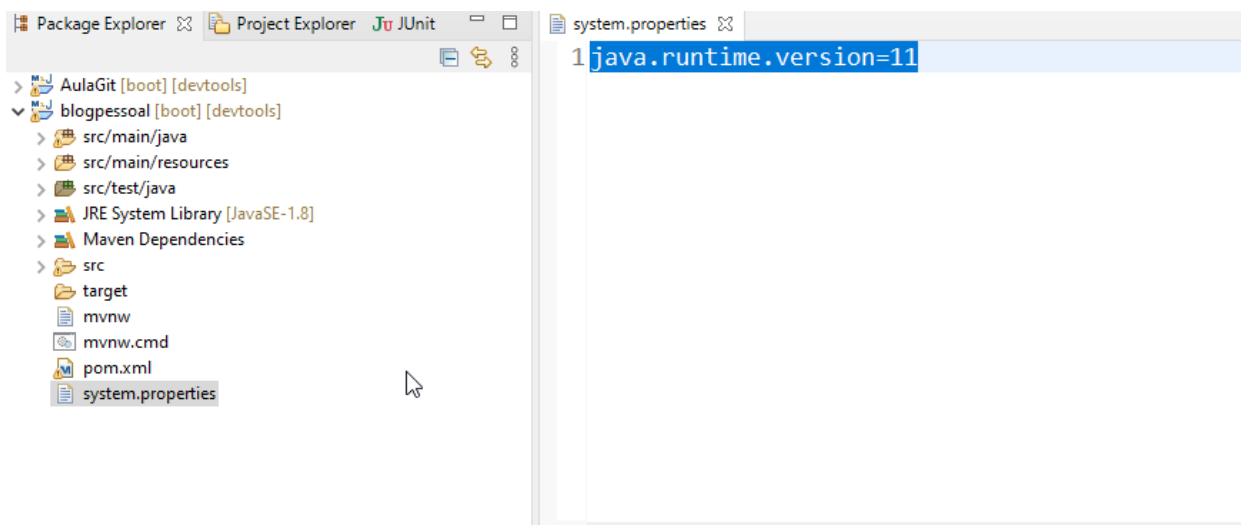 Package Explorer Project Explorer JUnit
AulaGit [boot] [devtools]
blogpessoal [boot] [devtools]
src/main/java
src/main/resources
src/test/java
JRE System Library [JavaSE-1.8]
Maven Dependencies
src
target
mvnw
mvnw.cmd
pom.xml
system.properties
system.properties
1 java.runtime.version=11